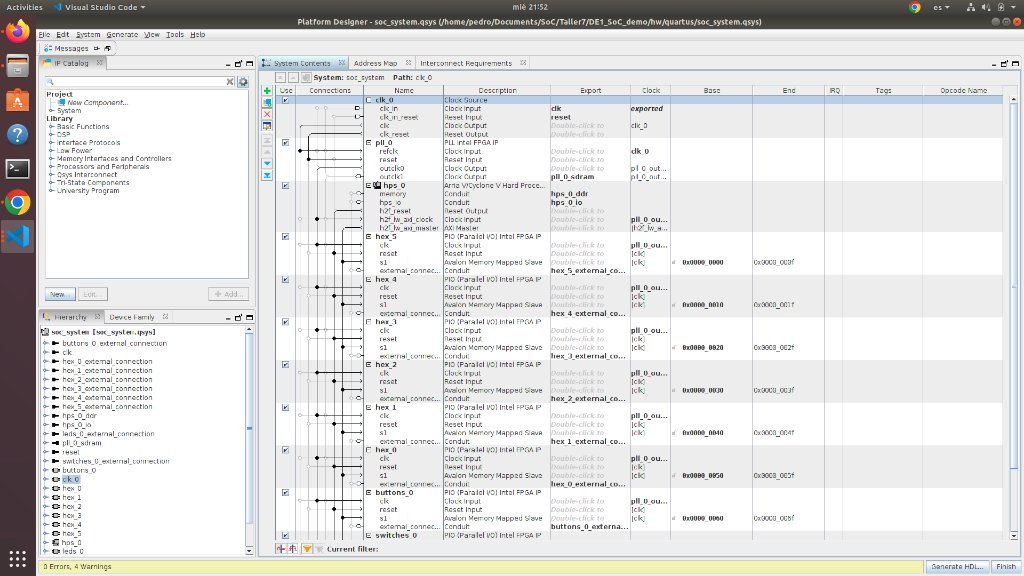 Activities Visual Studio Code mié 21:52 es
Platform Designer - soc_system.qsys (/home/pedro/Documents/SoC/Taller7/DE1_SoC_demo/hw/quartus/soc_system.qsys)
File Edit System Generate View Tools Help
Messages
IP Catalog
Project
New Component...
System
Library
Basic Functions
DSP
Interface Protocols
Low Power
Memory Interfaces and Controllers
Processors and Peripherals
Qsys Interconnect
Tri-State Components
University Program
New... Edit... Add...
Hierarchy Device Family
soc_system [soc_system.qsys]
buttons_0_external_connection
clk
hex_0_external_connection
hex_1_external_connection
hex_2_external_connection
hex_3_external_connection
hex_4_external_connection
hex_5_external_connection
hps_0_ddr
hps_0_io
leds_0_external_connection
pll_0_sdram
reset
switches_0_external_connection
buttons_0
clk_0
hex_0
hex_1
hex_2
hex_3
hex_4
hex_5
hps_0
leds_0
System Contents Address Map Interconnect Requirements
System: soc_system Path: clk_0
Use Connections Name Description Export Clock Base End IRQ Tags Opcode Name
clk_0 Clock Source
clk_in Clock Input clk exported
clk_in_reset Reset Input reset
clk Clock Output Double-click to clk_0
clk_reset Reset Output Double-click to
pll_0 PLL Intel FPGA IP
refclk Clock Input Double-click to clk_0
reset Reset Input Double-click to
outclk0 Clock Output Double-click to pll_0_out...
outclk1 Clock Output pll_0_sdram pll_0_out...
hps_0 Arria V/Cyclone V Hard Proce...
memory Conduit hps_0_ddr
hps_io Conduit hps_0_io
h2f_reset Reset Output Double-click to
h2f_lw_axi_clock Clock Input Double-click to pll_0_ou...
h2f_lw_axi_master AXI Master Double-click to [h2f_lw_a...
hex_5 PIO (Parallel I/O) Intel FPGA IP
clk Clock Input Double-click to pll_0_ou...
reset Reset Input Double-click to [clk]
s1 Avalon Memory Mapped Slave Double-click to [clk] 0x0000_0000 0x0000_000f
external_connec... Conduit hex_5_external_co...
hex_4 PIO (Parallel I/O) Intel FPGA IP
clk Clock Input Double-click to pll_0_ou...
reset Reset Input Double-click to [clk]
s1 Avalon Memory Mapped Slave Double-click to [clk] 0x0000_0010 0x0000_001f
external_connec... Conduit hex_4_external_co...
hex_3 PIO (Parallel I/O) Intel FPGA IP
clk Clock Input Double-click to pll_0_ou...
reset Reset Input Double-click to [clk]
s1 Avalon Memory Mapped Slave Double-click to [clk] 0x0000_0020 0x0000_002f
external_connec... Conduit hex_3_external_co...
hex_2 PIO (Parallel I/O) Intel FPGA IP
clk Clock Input Double-click to pll_0_ou...
reset Reset Input Double-click to [clk]
s1 Avalon Memory Mapped Slave Double-click to [clk] 0x0000_0030 0x0000_003f
external_connec... Conduit hex_2_external_co...
hex_1 PIO (Parallel I/O) Intel FPGA IP
clk Clock Input Double-click to pll_0_ou...
reset Reset Input Double-click to [clk]
s1 Avalon Memory Mapped Slave Double-click to [clk] 0x0000_0040 0x0000_004f
external_connec... Conduit hex_1_external_co...
hex_0 PIO (Parallel I/O) Intel FPGA IP
clk Clock Input Double-click to pll_0_ou...
reset Reset Input Double-click to [clk]
s1 Avalon Memory Mapped Slave Double-click to [clk] 0x0000_0050 0x0000_005f
external_connec... Conduit hex_0_external_co...
buttons_0 PIO (Parallel I/O) Intel FPGA IP
clk Clock Input Double-click to pll_0_ou...
reset Reset Input Double-click to [clk]
s1 Avalon Memory Mapped Slave Double-click to [clk] 0x0000_0060 0x0000_006f
external_connec... Conduit buttons_0_externa...
switches_0 PIO (Parallel I/O) Intel FPGA IP
Current filter:
0 Errors, 4 Warnings Generate HDL... Finish